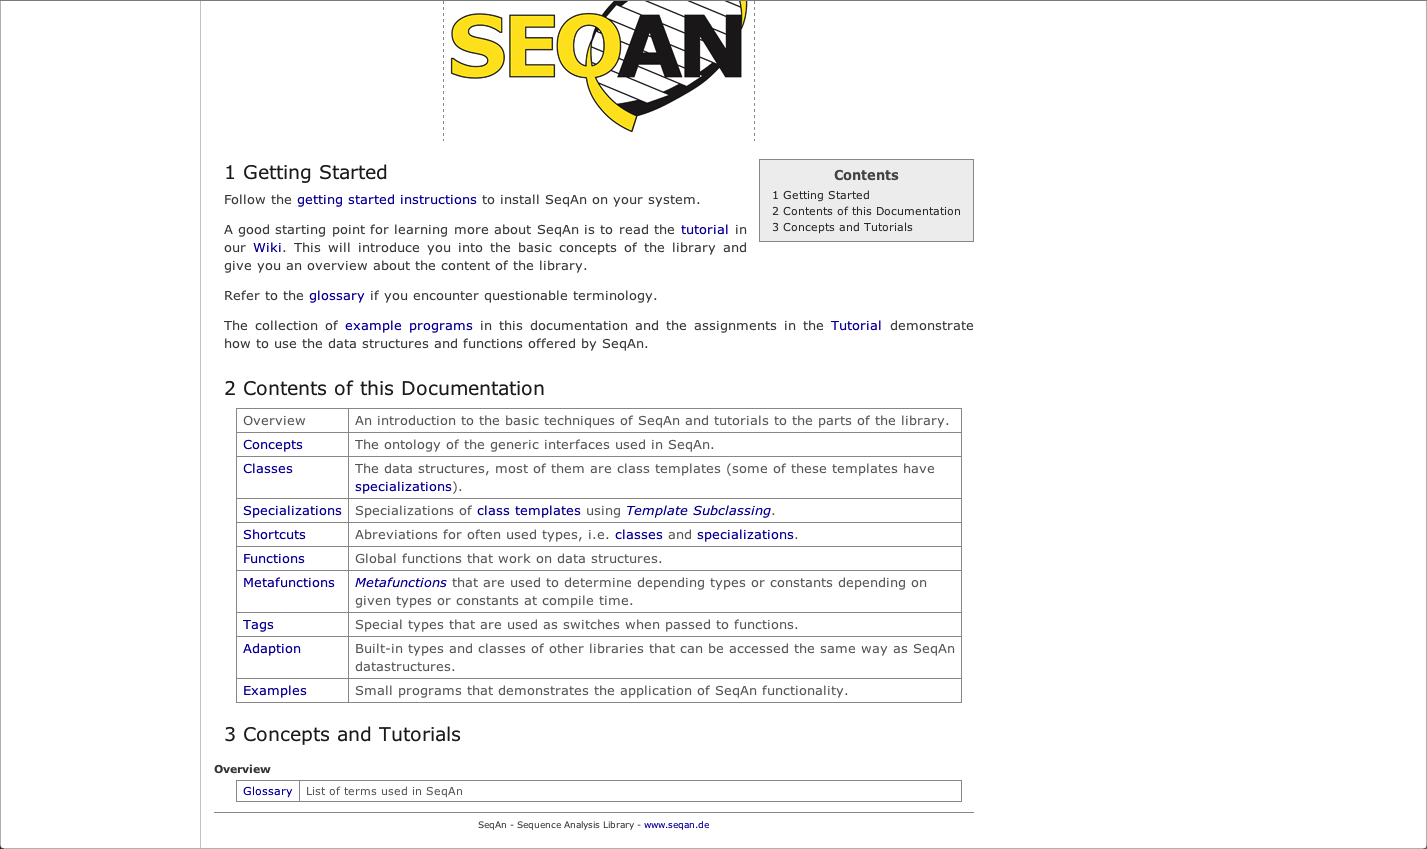 SEQAN
1 Getting Started
Follow the getting started instructions to install SeqAn on your system.
A good starting point for learning more about SeqAn is to read the tutorial in
our Wiki. This will introduce you into the basic concepts of the library and
give you an overview about the content of the library.
Refer to the glossary if you encounter questionable terminology.
The collection of example programs in this documentation and the assignments in the Tutorial demonstrate
how to use the data structures and functions offered by SeqAn.
Contents
1 Getting Started
2 Contents of this Documentation
3 Concepts and Tutorials
2 Contents of this Documentation
Overview An introduction to the basic techniques of SeqAn and tutorials to the parts of the library.
Concepts The ontology of the generic interfaces used in SeqAn.
Classes The data structures, most of them are class templates (some of these templates have
specializations).
Specializations Specializations of class templates using Template Subclassing.
Shortcuts Abreviations for often used types, i.e. classes and specializations.
Functions Global functions that work on data structures.
Metafunctions Metafunctions that are used to determine depending types or constants depending on
given types or constants at compile time.
Tags Special types that are used as switches when passed to functions.
Adaption Built-in types and classes of other libraries that can be accessed the same way as SeqAn
datastructures.
Examples Small programs that demonstrates the application of SeqAn functionality.
3 Concepts and Tutorials
Overview
Glossary List of terms used in SeqAn
SeqAn - Sequence Analysis Library - www.seqan.de